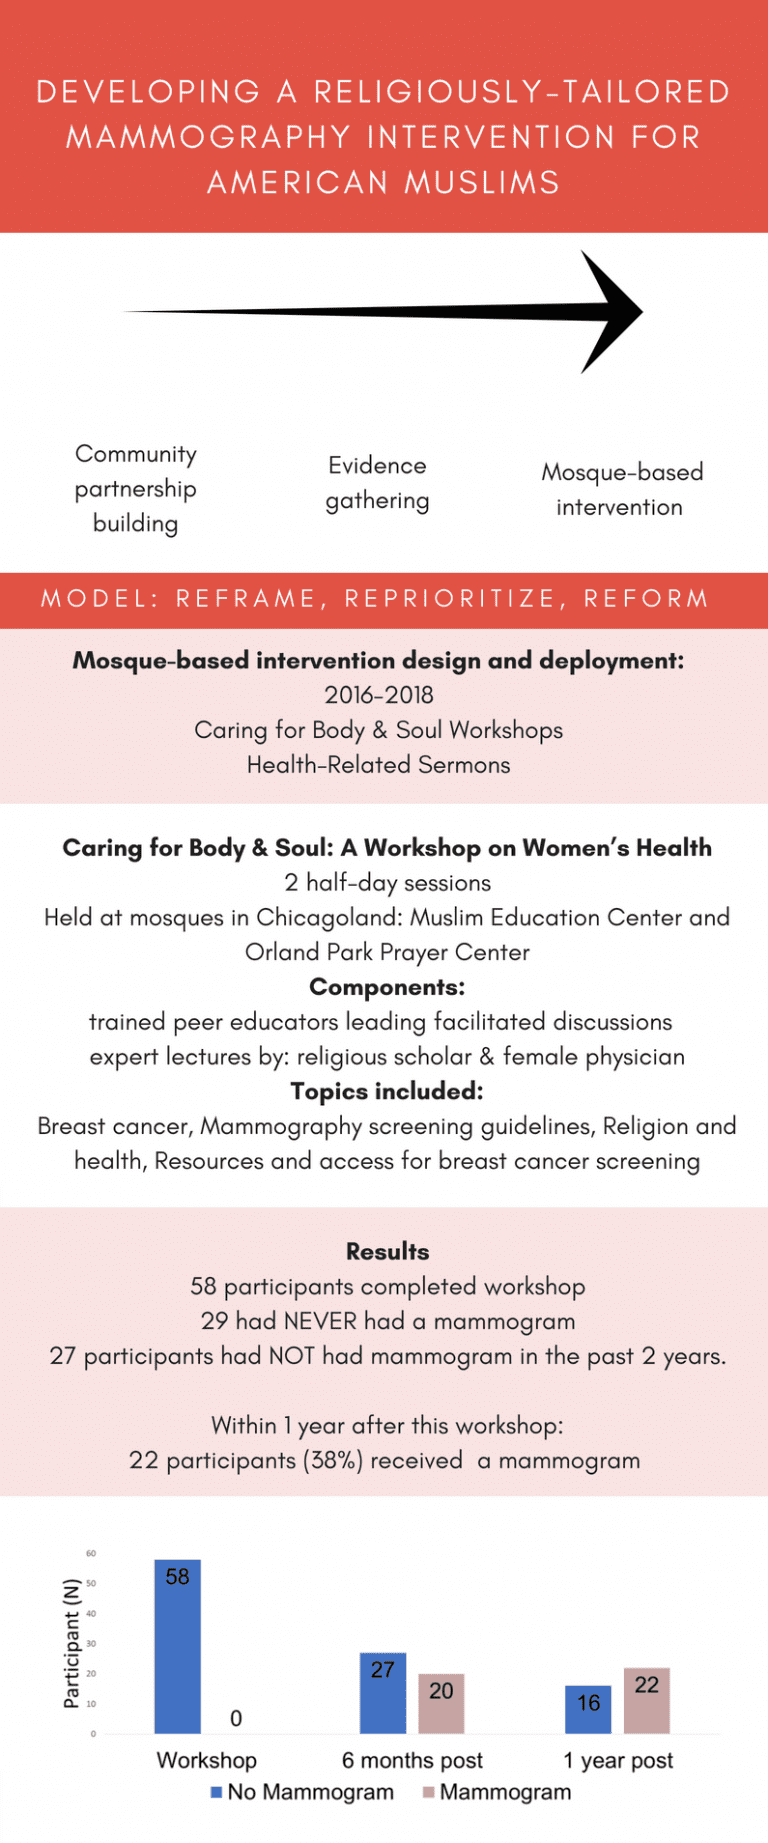 DEVELOPING A RELIGIOUSLY-TAILORED
MAMMOGRAPHY INTERVENTION FOR
AMERICAN MUSLIMS
Community
partnership
building
Evidence
gathering
Mosque-based
intervention
MODEL: REFRAME, REPRIORITIZE, REFORM
Mosque-based intervention design and deployment:
2016-2018
Caring for Body & Soul Workshops
Health-Related Sermons
Caring for Body & Soul: A Workshop on Women's Health
2 half-day sessions
Held at mosques in Chicagoland: Muslim Education Center and
Orland Park Prayer Center
Components:
trained peer educators leading facilitated discussions
expert lectures by: religious scholar & female physician
Topics included:
Breast cancer, Mammography screening guidelines, Religion and
health, Resources and access for breast cancer screening
Results
58 participants completed workshop
29 had NEVER had a mammogram
27 participants had NOT had mammogram in the past 2 years.
Within 1 year after this workshop:
22 participants (38%) received a mammogram
Participant (N)
60
50
40
30
20
10
0
58
0
27
20
16
22
Workshop
6 months post
1 year post
No Mammogram
Mammogram